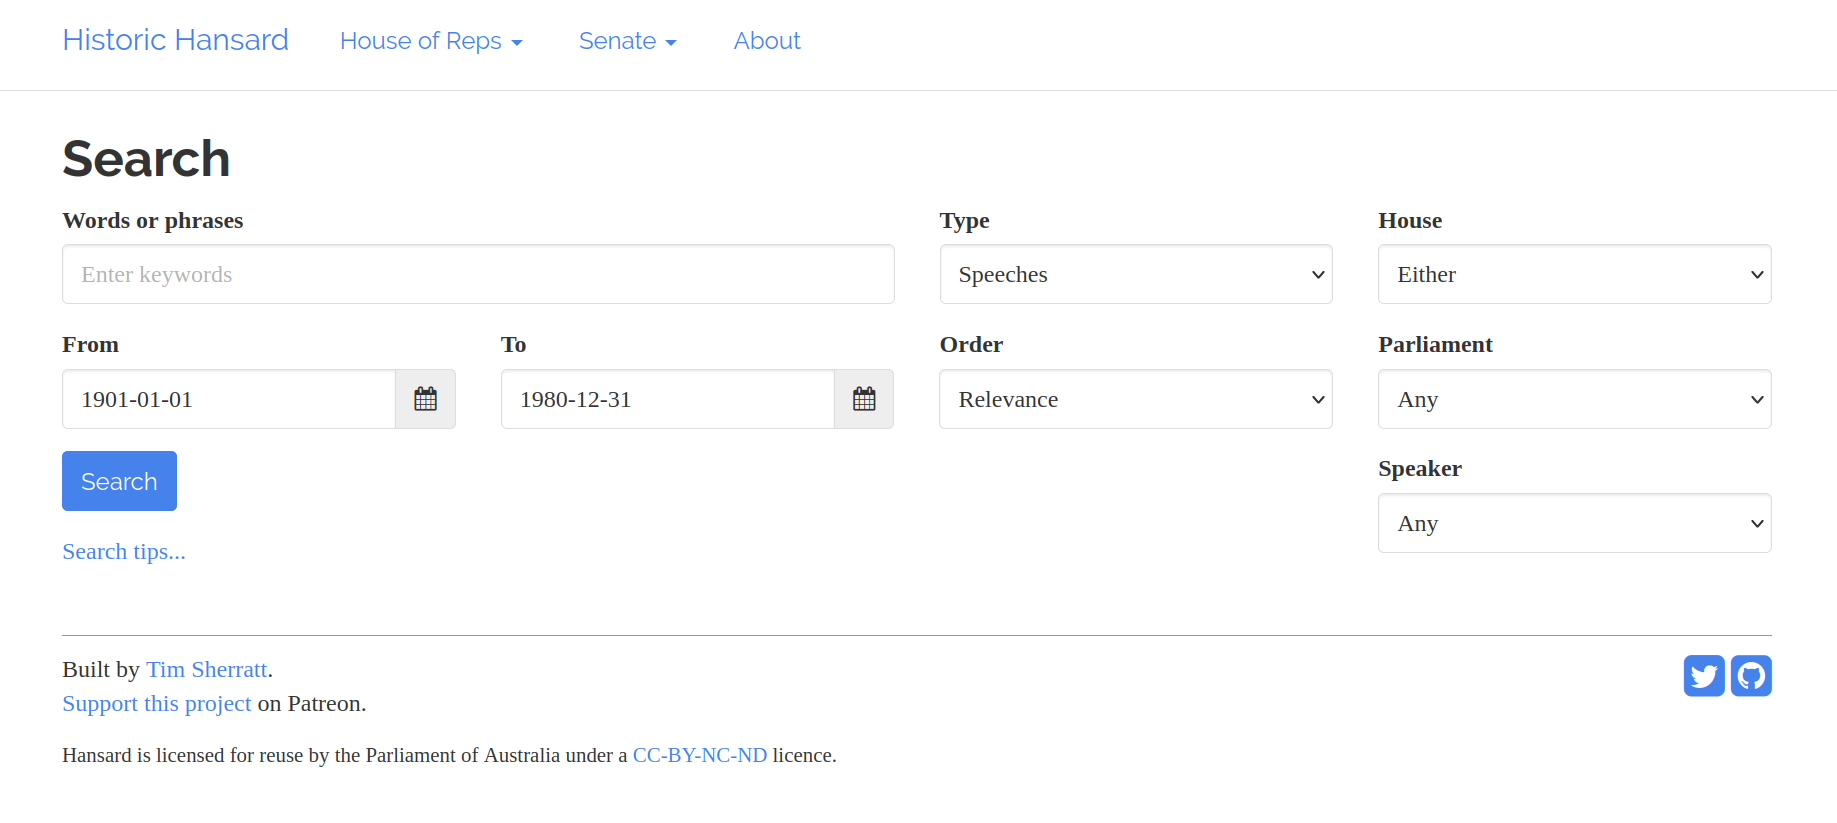 Historic Hansard House of Reps Senate About
Search
Words or phrases Type House
Enter keywords Speeches Either
From To Order Parliament
1901-01-01 1980-12-31 Relevance Any
Search Speaker
Any
Search tips...
Built by Tim Sherratt.
Support this project on Patreon.
Hansard is licensed for reuse by the Parliament of Australia under a CC-BY-NC-ND licence.